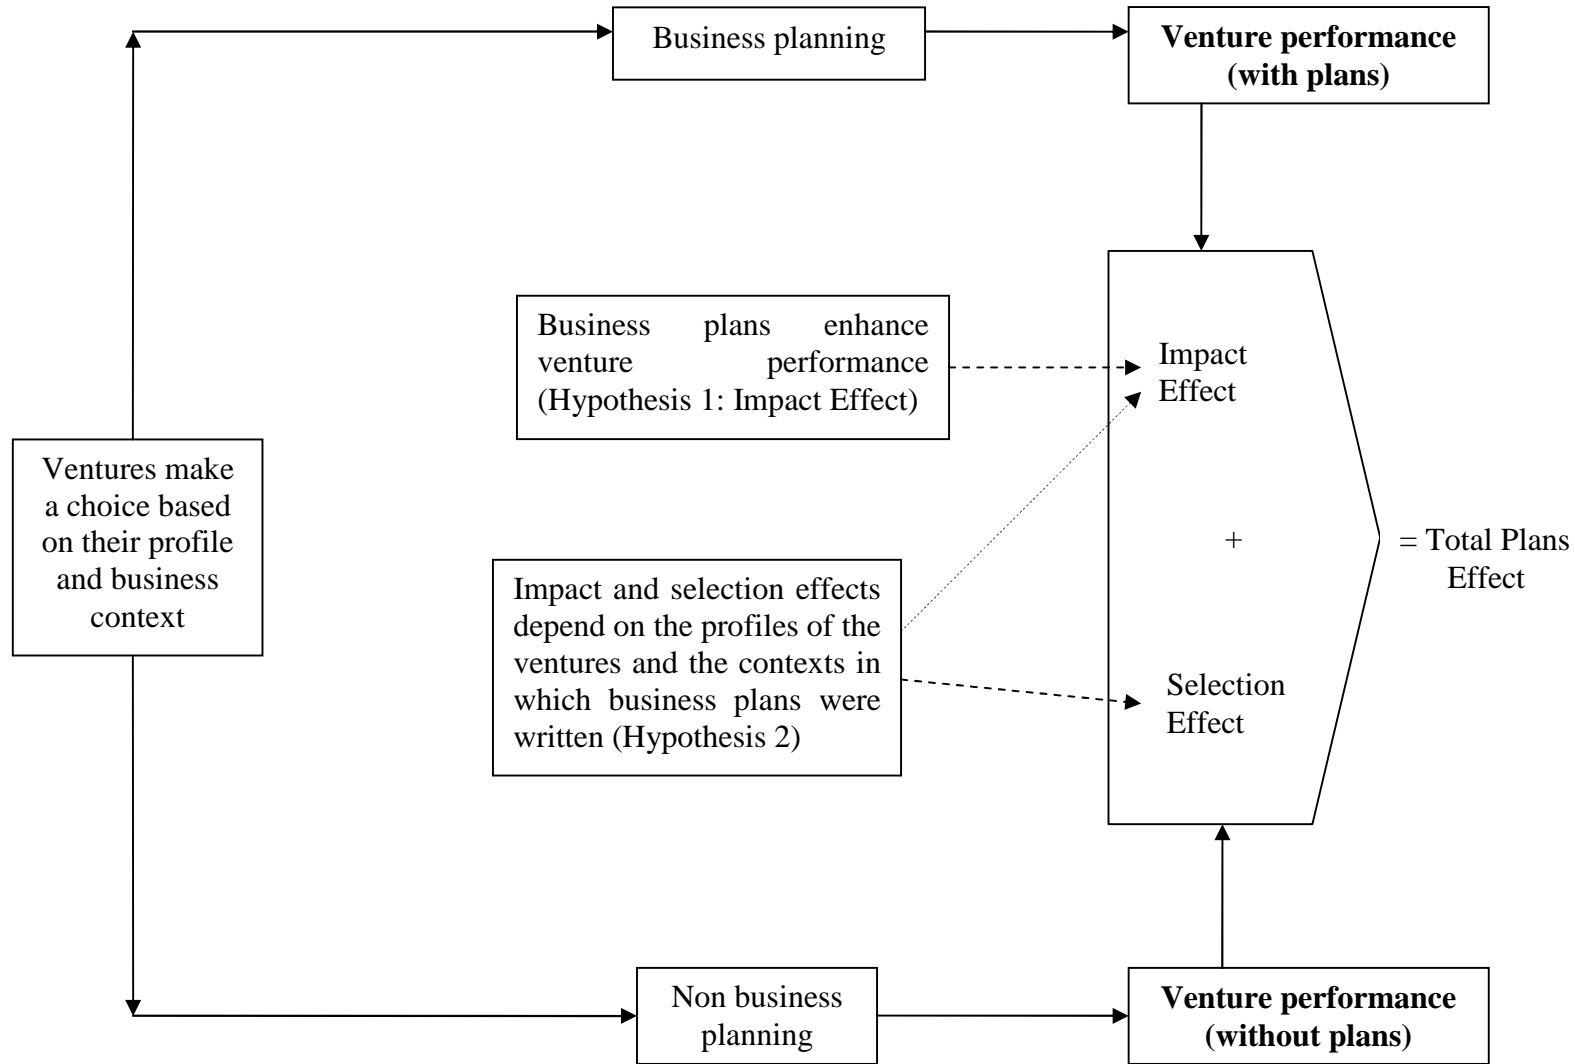 Business planning
Venture performance
(with plans)
Business plans enhance
venture performance
(Hypothesis 1: Impact Effect)
Impact
Effect
Ventures make
a choice based
on their profile
and business
context
+
= Total Plans
Effect
Impact and selection effects
depend on the profiles of the
ventures and the contexts in
which business plans were
written (Hypothesis 2)
Selection
Effect
Non business
planning
Venture performance
(without plans)